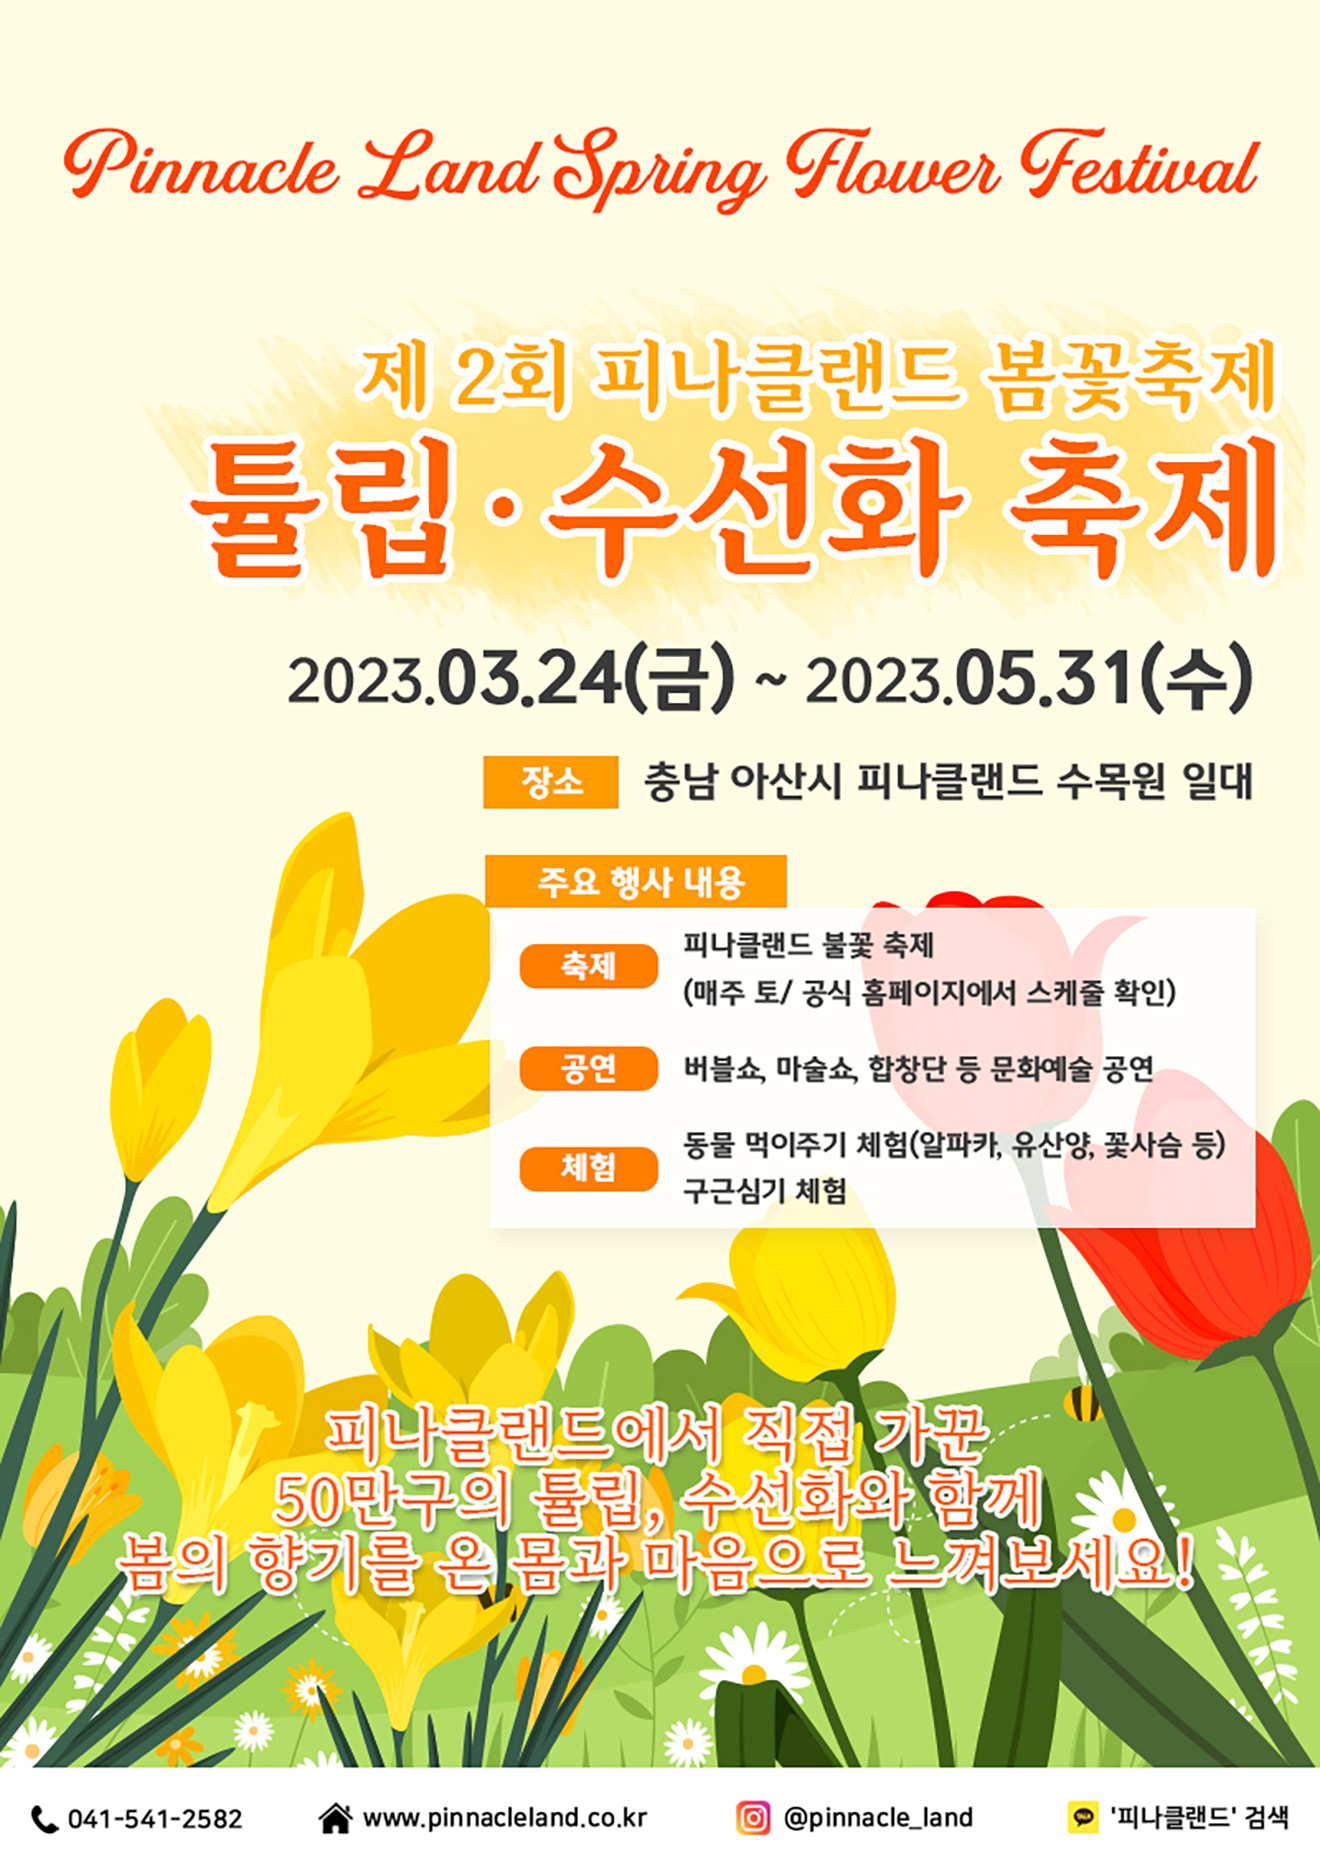 Pinnacle Land Spring Flower Festival
제 2회 피나클랜드 봄꽃축제
튤립·수선화 축제
2023.03.24(금) ~ 2023.05.31(수)
장소 충남 아산시 피나클랜드 수목원 일대
주요 행사 내용
축제 피나클랜드 불꽃 축제
(매주 토/ 공식 홈페이지에서 스케줄 확인)
공연 버블쇼, 마술쇼, 합창단 등 문화예술 공연
체험 동물 먹이주기 체험(알파카, 유산양, 꽃사슴 등)
구근심기 체험
피나클랜드에서 직접 가꾼
50만구의 튤립, 수선화와 함께
봄의 향기를 온 몸과 마음으로 느껴보세요!
041-541-2582 www.pinnacleland.co.kr @pinnacle_land TALK '피나클랜드' 검색